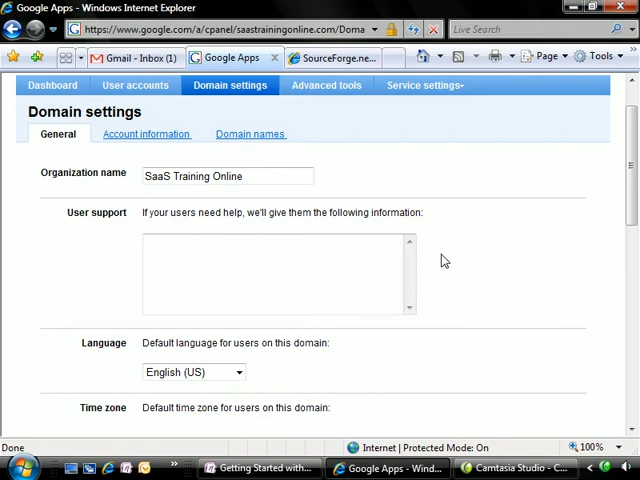 Google Apps - Windows Internet Explorer
https://www.google.com/a/cpanel/saastrainingonline.com/Doma
Live Search
Gmail - Inbox (1)
Google Apps
SourceForge.ne...
Page
Tools
Dashboard
User accounts
Domain settings
Advanced tools
Service settings
Domain settings
General
Account information
Domain names
Organization name
SaaS Training Online
User support
If your users need help, we'll give them the following information:
Language
Default language for users on this domain:
English (US)
Time zone
Default time zone for users on this domain:
Done
Internet | Protected Mode: On
100%
Getting Started with...
Google Apps - Wind...
Camtasia Studio - C...